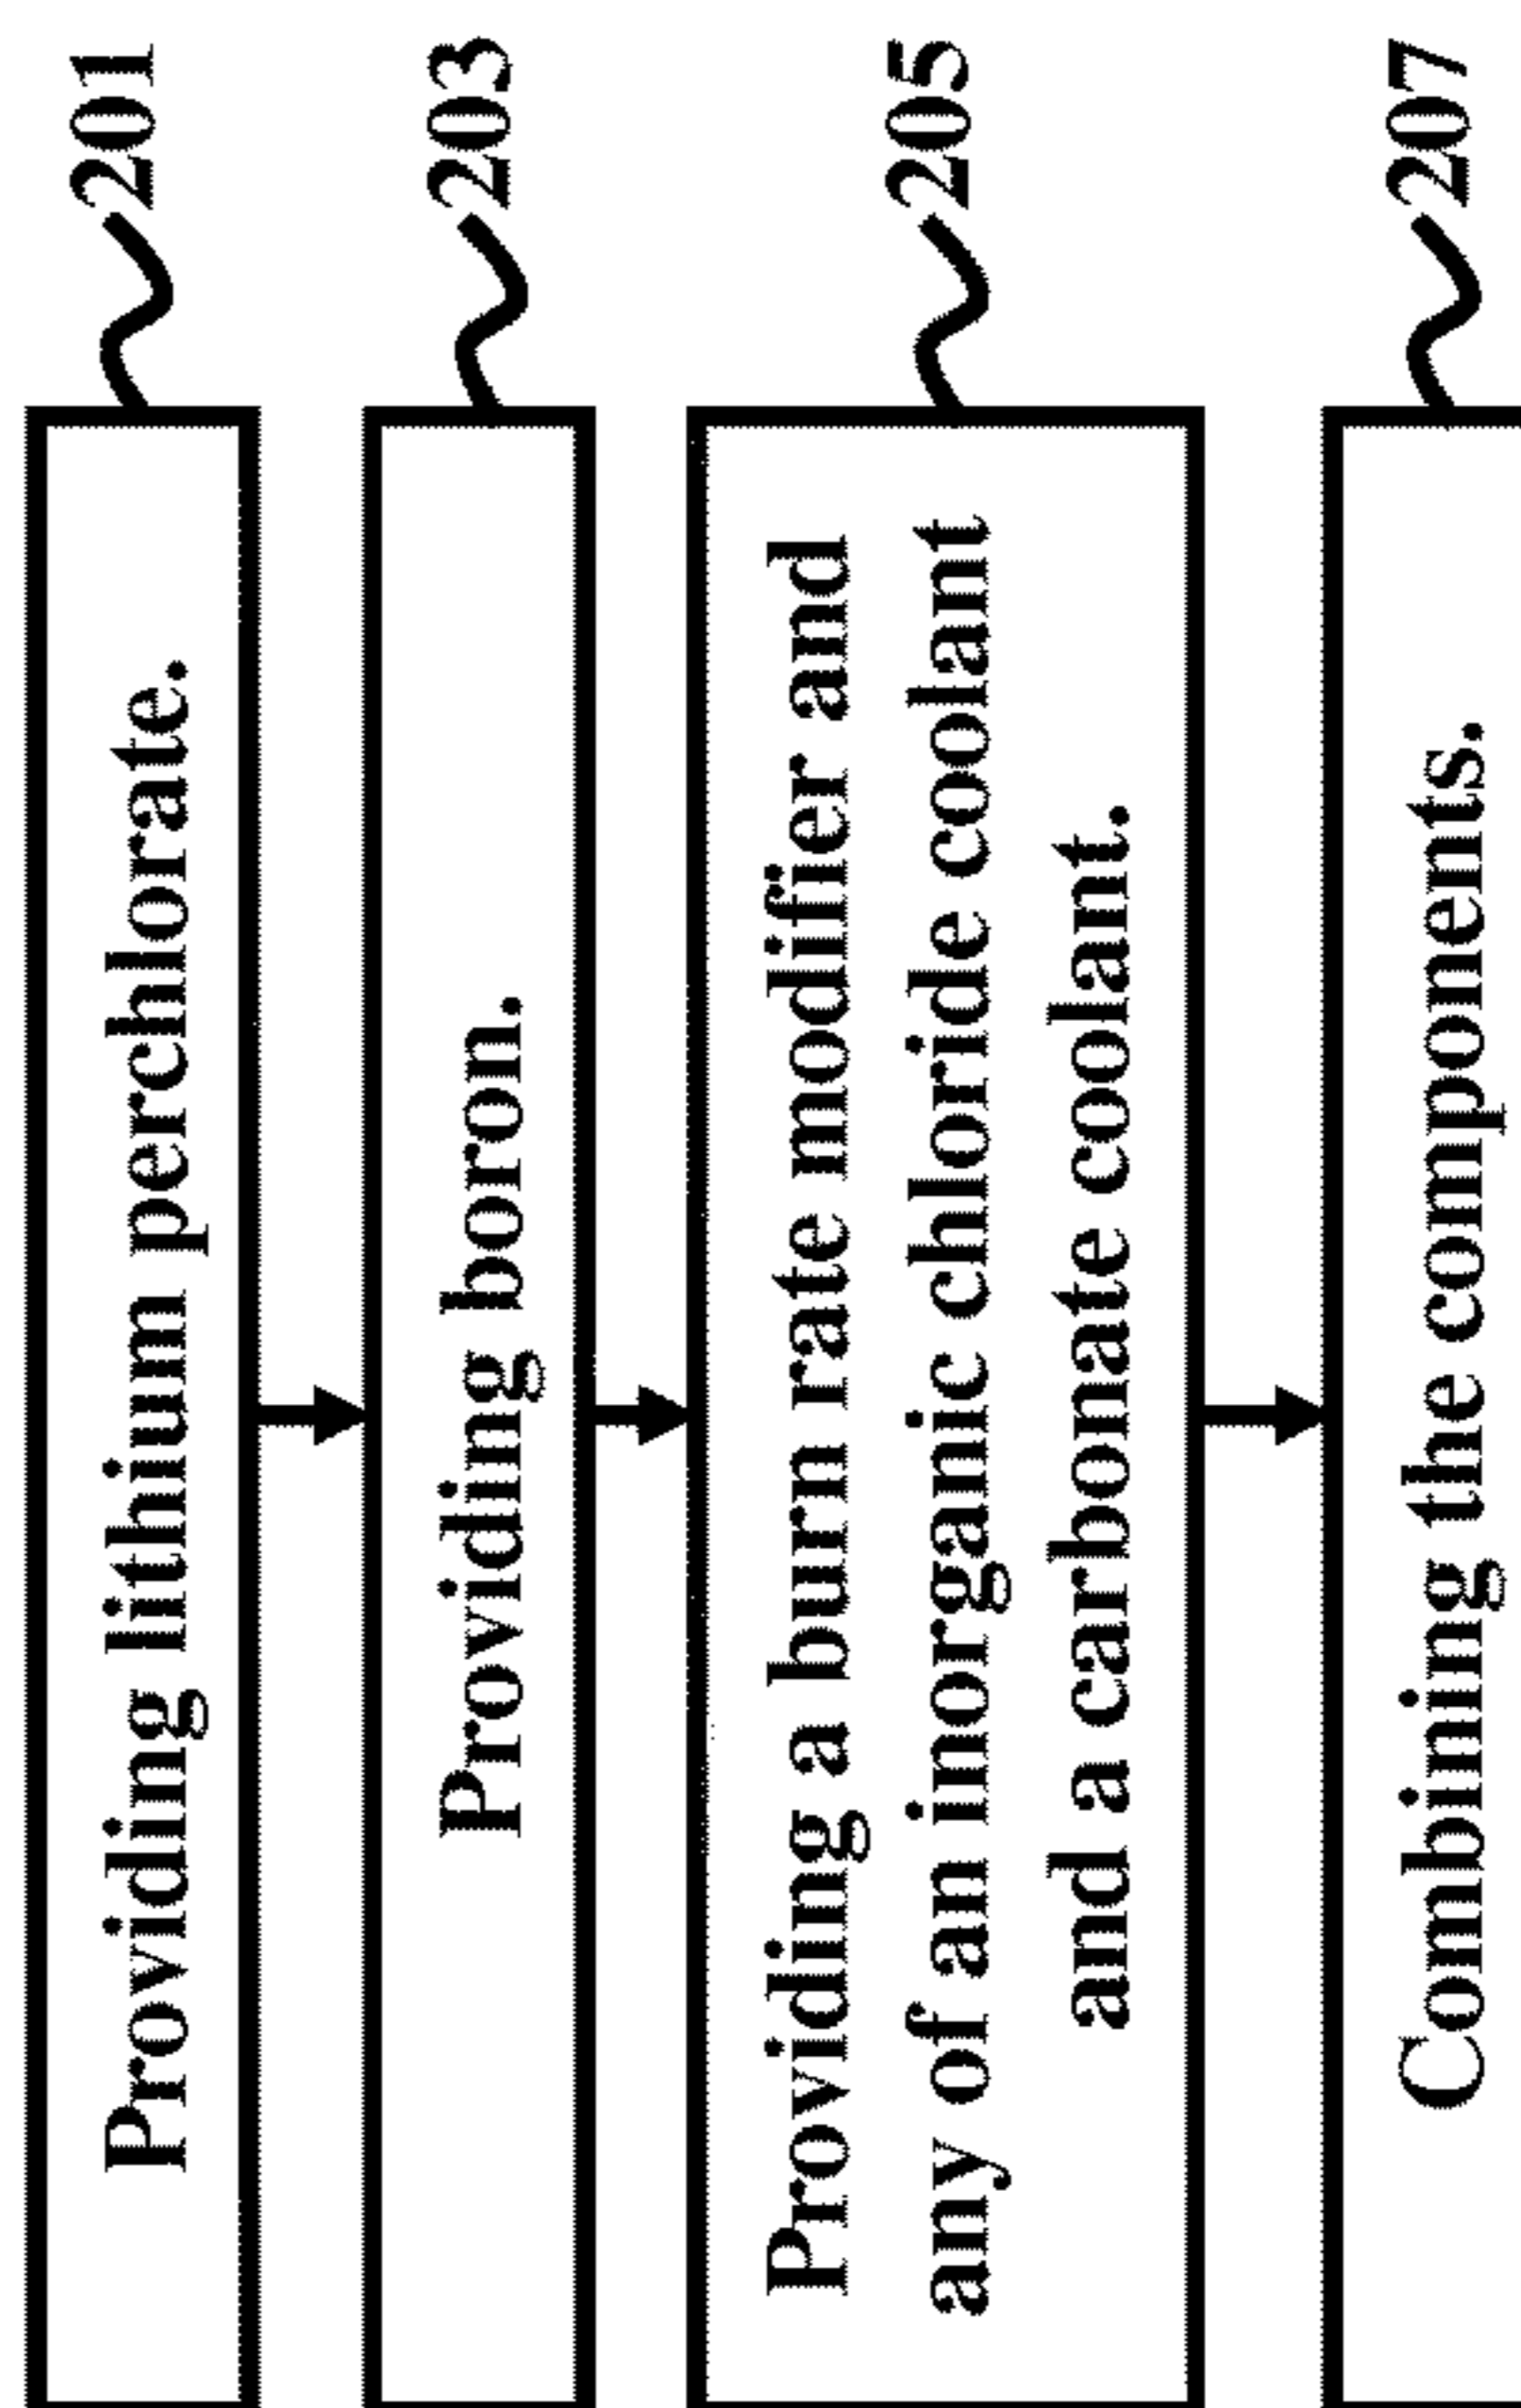 Providing lithium perchlorate.
201
Providing boron.
203
Providing a burn rate modifier and
any of an inorganic chloride coolant
and a carbonate coolant.
205
Combining the components.
207